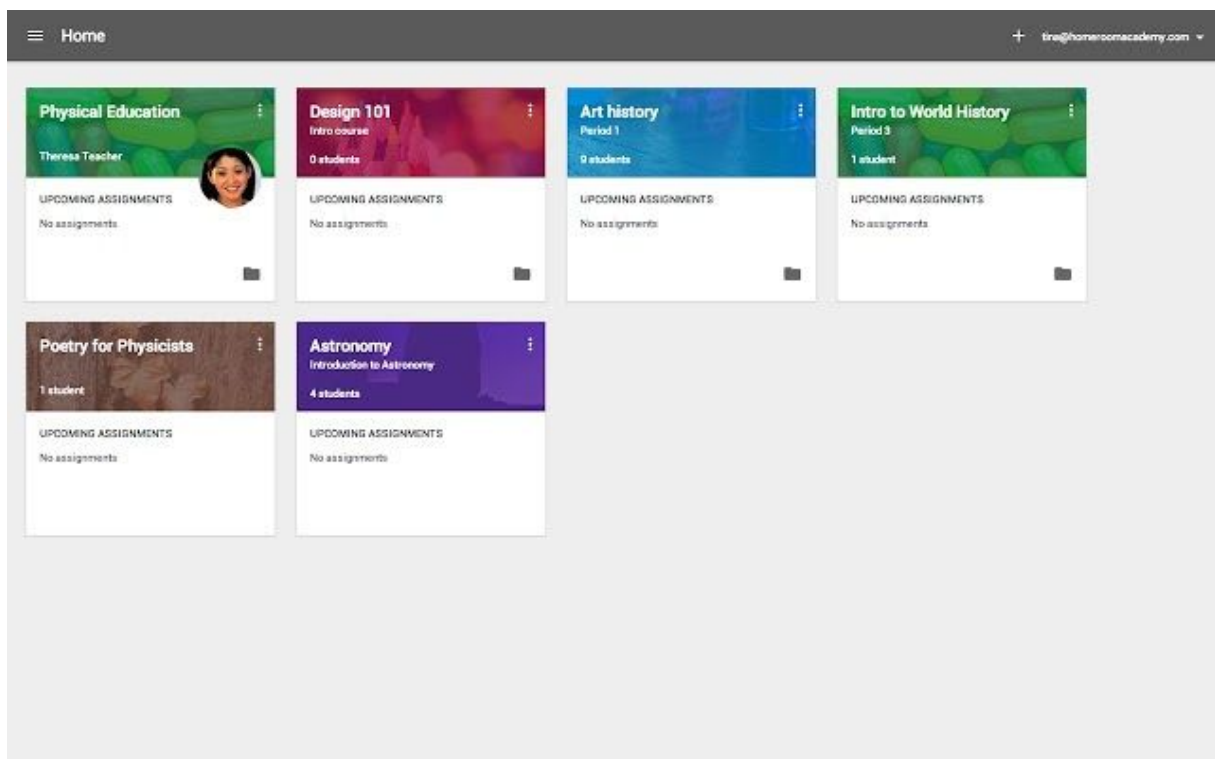 Home
tina@homeroomacademy.com
Physical Education
Theresa Teacher
UPCOMING ASSIGNMENTS
No assignments
Design 101
Intro course
0 students
UPCOMING ASSIGNMENTS
No assignments
Art history
Period 1
9 students
UPCOMING ASSIGNMENTS
No assignments
Intro to World History
Period 3
1 student
UPCOMING ASSIGNMENTS
No assignments
Poetry for Physicists
1 student
UPCOMING ASSIGNMENTS
No assignments
Astronomy
Introduction to Astronomy
4 students
UPCOMING ASSIGNMENTS
No assignments